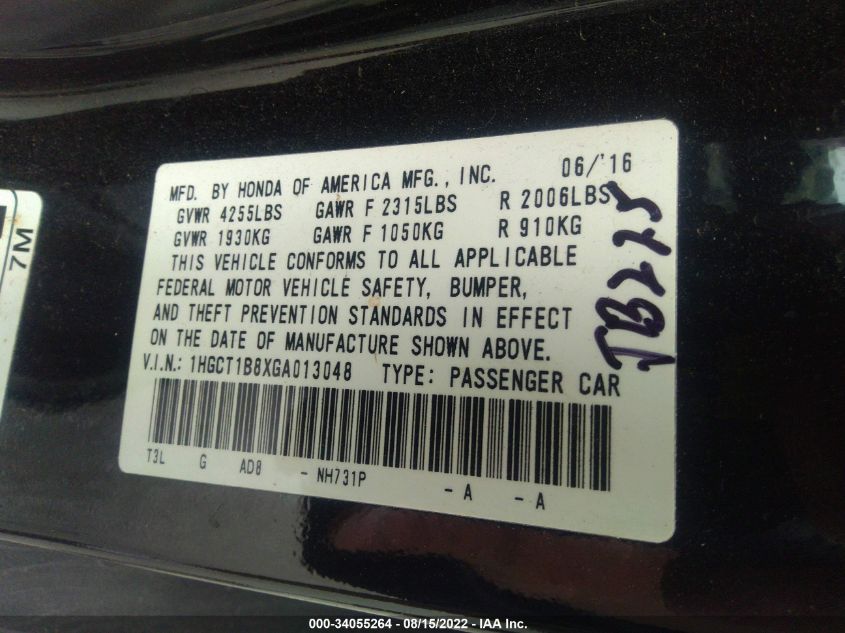 MFD. BY HONDA OF AMERICA MFG., INC. 06/'16
GVWR 4255LBS GAWR F 2315LBS R 2006LBS
GVWR 1930KG GAWR F 1050KG R 910KG
THIS VEHICLE CONFORMS TO ALL APPLICABLE
FEDERAL MOTOR VEHICLE SAFETY, BUMPER,
AND THEFT PREVENTION STANDARDS IN EFFECT
ON THE DATE OF MANUFACTURE SHOWN ABOVE.
V.I.N.: 1HGCT1B8XGA013048 TYPE: PASSENGER CAR
T3L G AD8 - NH731P - A - A
7M
000-34055264 - 08/15/2022 - IAA Inc.